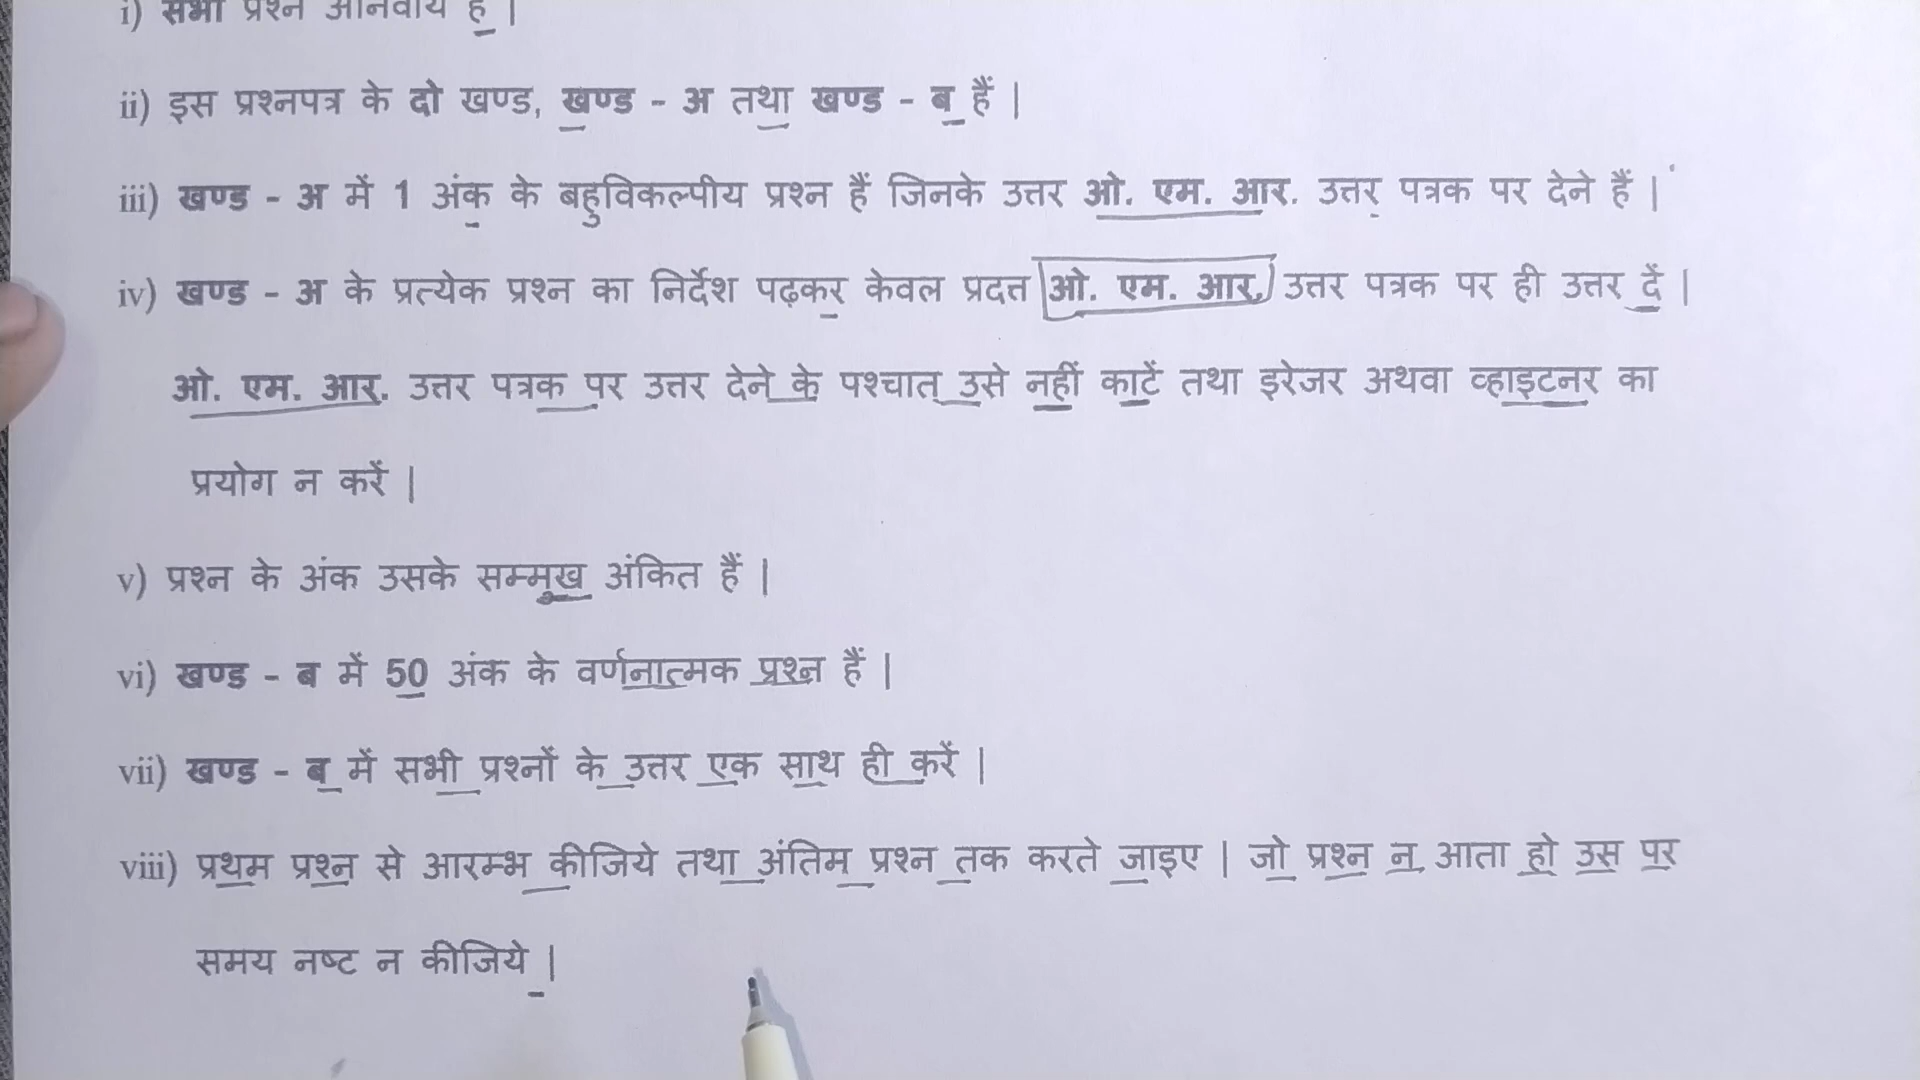 i) सभी प्रश्न अनिवार्य हैं |
ii) इस प्रश्नपत्र के दो खण्ड, खण्ड - अ तथा खण्ड - ब हैं |
iii) खण्ड - अ में 1 अंक के बहुविकल्पीय प्रश्न हैं जिनके उत्तर ओ. एम. आर. उत्तर पत्रक पर देने हैं |
iv) खण्ड - अ के प्रत्येक प्रश्न का निर्देश पढ़कर केवल प्रदत्त ओ. एम. आर. उत्तर पत्रक पर ही उत्तर दें |
ओ. एम. आर. उत्तर पत्रक पर उत्तर देने के पश्चात् उसे नहीं काटें तथा इरेजर अथवा व्हाइटनर का
प्रयोग न करें |
v) प्रश्न के अंक उसके सम्मूख अंकित हैं |
vi) खण्ड - ब में 50 अंक के वर्णनात्मक प्रश्न हैं |
vii) खण्ड - ब में सभी प्रश्नों के उत्तर एक साथ ही करें |
viii) प्रथम प्रश्न से आरम्भ कीजिये तथा अंतिम प्रश्न तक करते जाइए | जो प्रश्न न आता हो उस पर
समय नष्ट न कीजिये |